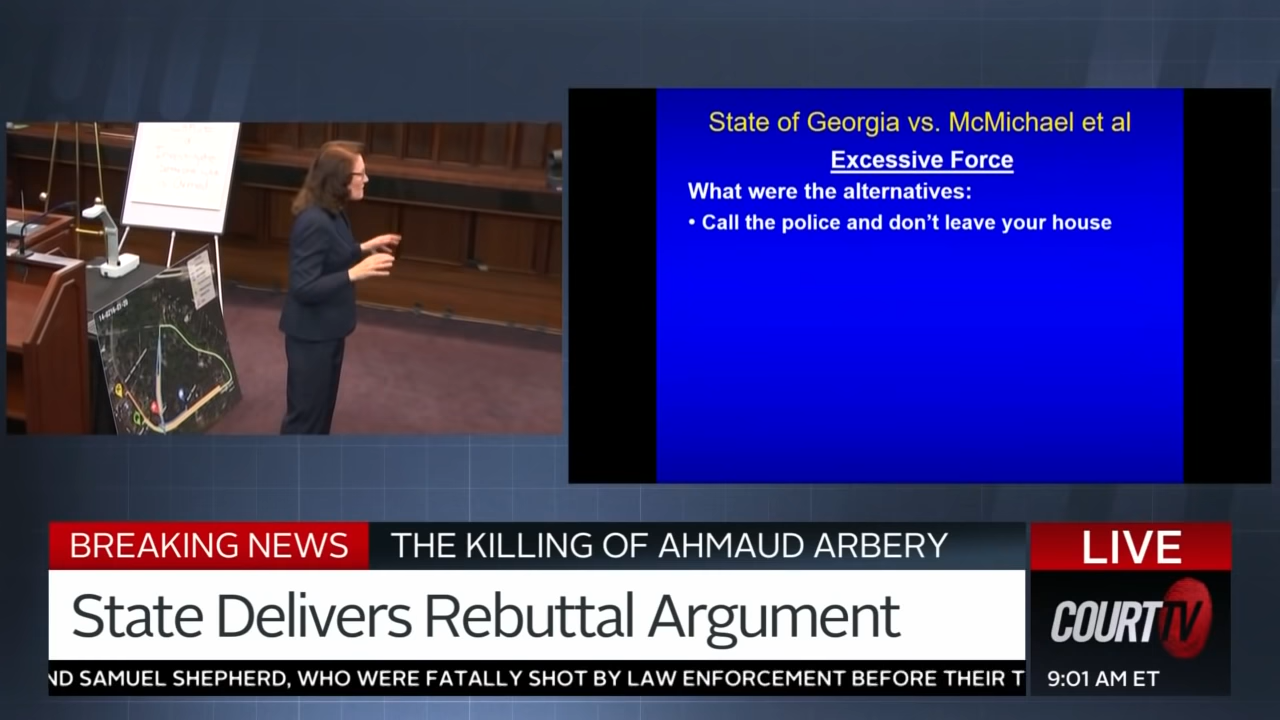 State of Georgia vs. McMichael et al
Excessive Force
What were the alternatives:
• Call the police and don't leave your house
BREAKING NEWS
THE KILLING OF AHMAUD ARBERY
LIVE
State Delivers Rebuttal Argument
COURT TV
ND SAMUEL SHEPHERD, WHO WERE FATALLY SHOT BY LAW ENFORCEMENT BEFORE THEIR T
9:01 AM ET